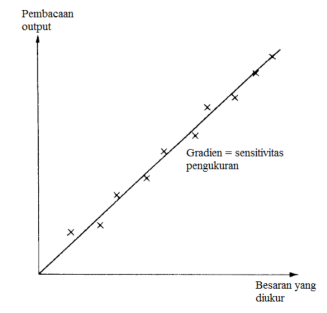 Pembacaan
output
Gradien = sensitivitas
pengukuran
Besaran yang
diukur